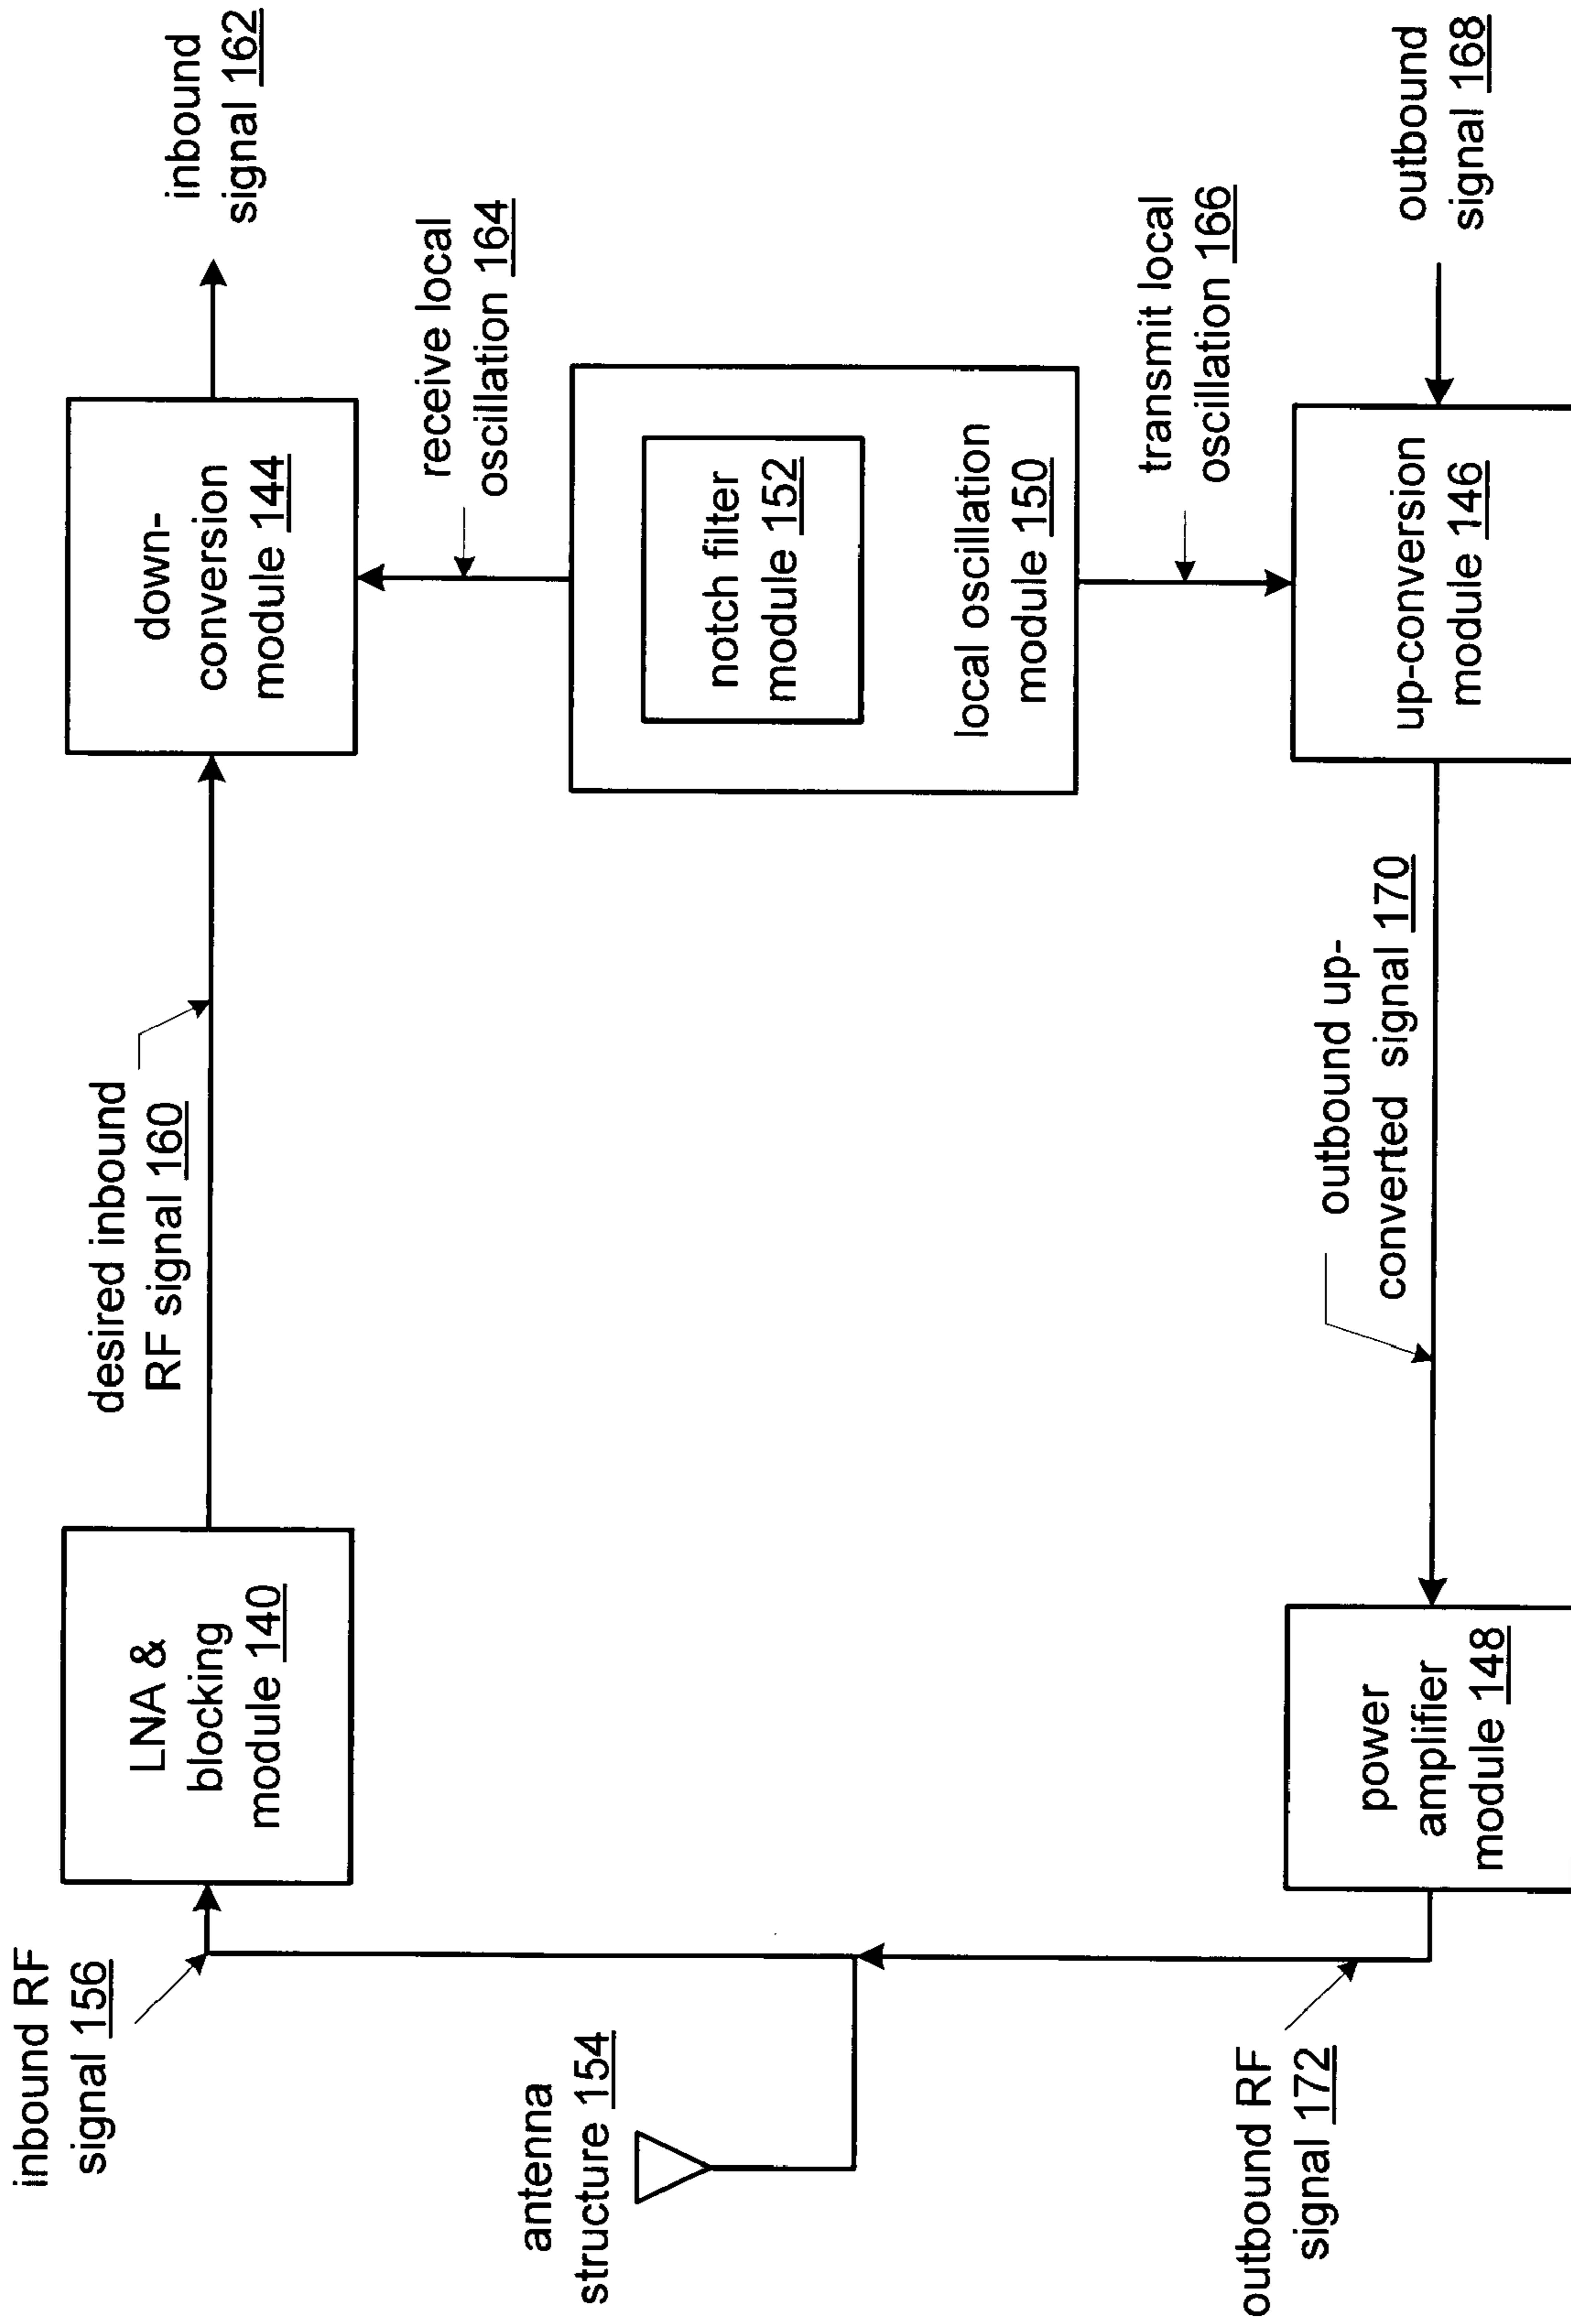 inbound RF
signal 156
LNA &
blocking
module 140
desired inbound
RF signal 160
down-
conversion
module 144
inbound
signal 162
receive local
oscillation 164
antenna
structure 154
notch filter
module 152
local oscillation
module 150
transmit local
oscillation 166
outbound RF
signal 172
power
amplifier
module 148
outbound up-
converted signal 170
up-conversion
module 146
outbound
signal 168